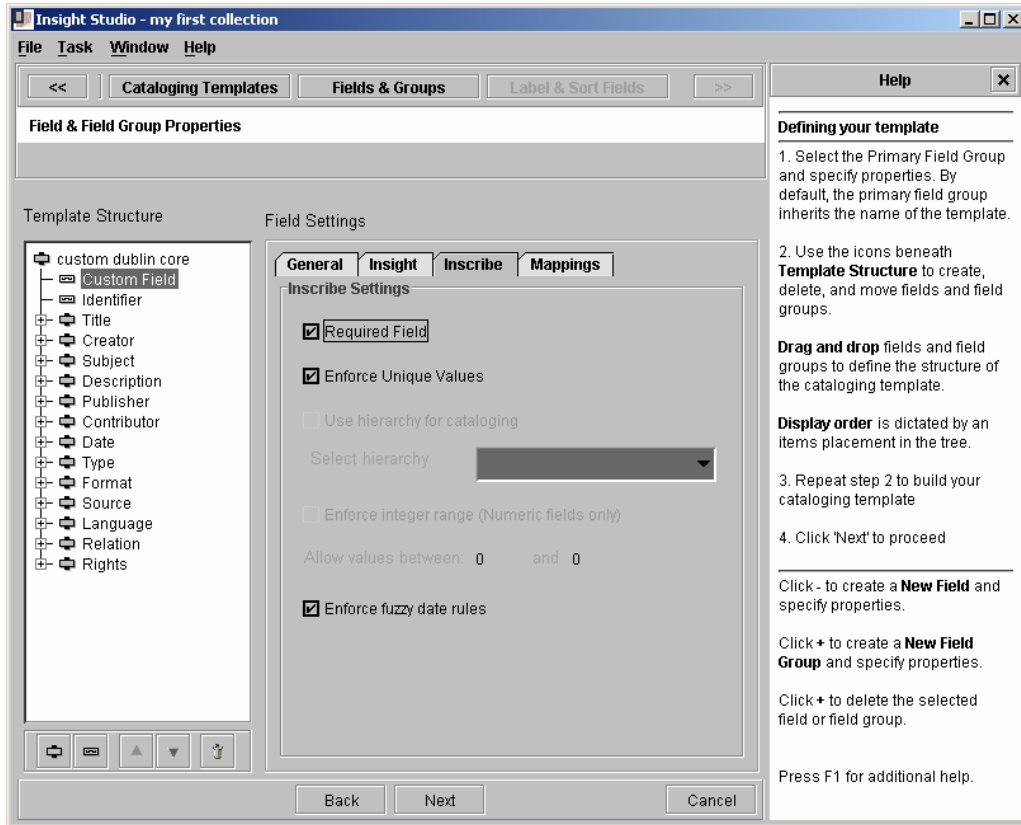 Insight Studio - my first collection
File Task Window Help
<< Cataloging Templates Fields & Groups Label & Sort Fields >>
Field & Field Group Properties
Template Structure
custom dublin core
Custom Field
Identifier
Title
Creator
Subject
Description
Publisher
Contributor
Date
Type
Format
Source
Language
Relation
Rights
Field Settings
General Insight Inscribe Mappings
Inscribe Settings
Required Field
Enforce Unique Values
Use hierarchy for cataloging
Select hierarchy
Enforce integer range (Numeric fields only)
Allow values between: 0 and 0
Enforce fuzzy date rules
Back Next Cancel
Help
Defining your template
1. Select the Primary Field Group
and specify properties. By
default, the primary field group
inherits the name of the template.
2. Use the icons beneath
Template Structure to create,
delete, and move fields and field
groups.
Drag and drop fields and field
groups to define the structure of
the cataloging template.
Display order is dictated by an
items placement in the tree.
3. Repeat step 2 to build your
cataloging template
4. Click 'Next' to proceed
Click - to create a New Field and
specify properties.
Click + to create a New Field
Group and specify properties.
Click + to delete the selected
field or field group.
Press F1 for additional help.